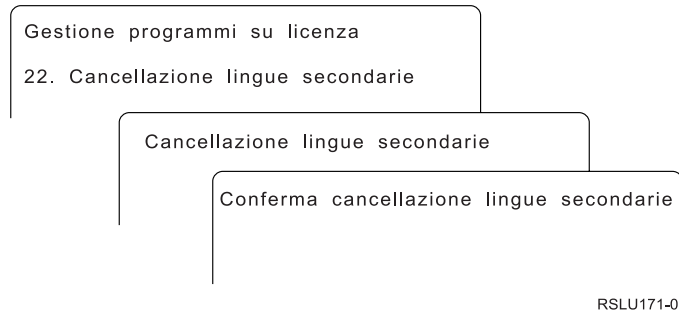 Gestione programmi su licenza
22. Cancellazione lingue secondarie
Cancellazione lingue secondarie
Conferma cancellazione lingue secondarie
RSLU171-0